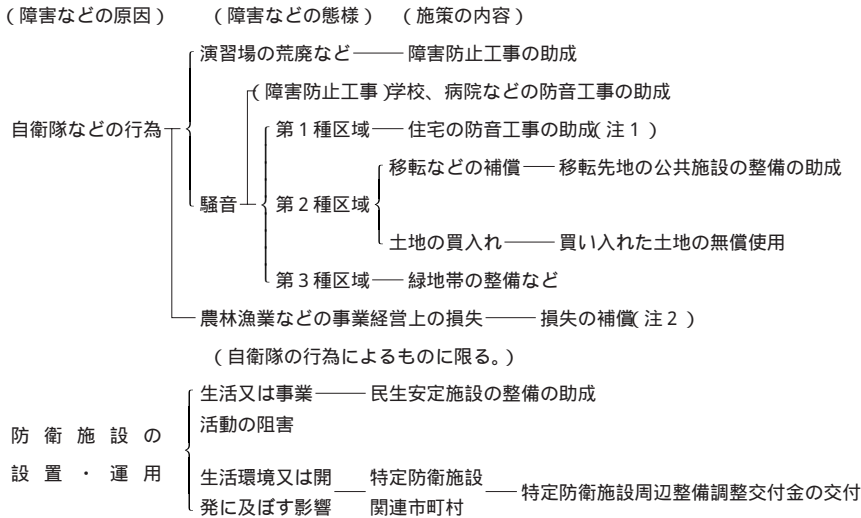 (障害などの原因) (障害などの態様) (施策の内容)
演習場の荒廃など 障害防止工事の助成
(障害防止工事)学校、病院などの防音工事の助成
自衛隊などの行為 第1種区域 住宅の防音工事の助成(注1)
移転などの補償 移転先地の公共施設の整備の助成
騒音 第2種区域
土地の買入れ 買い入れた土地の無償使用
第3種区域 緑地帯の整備など
農林漁業などの事業経営上の損失 損失の補償(注2)
(自衛隊の行為によるものに限る。)
生活又は事業 民生安定施設の整備の助成
活動の阻害
防衛施設の
設置・運用
生活環境又は開 特定防衛施設
発に及ぼす影響 関連市町村 特定防衛施設周辺整備調整交付金の交付